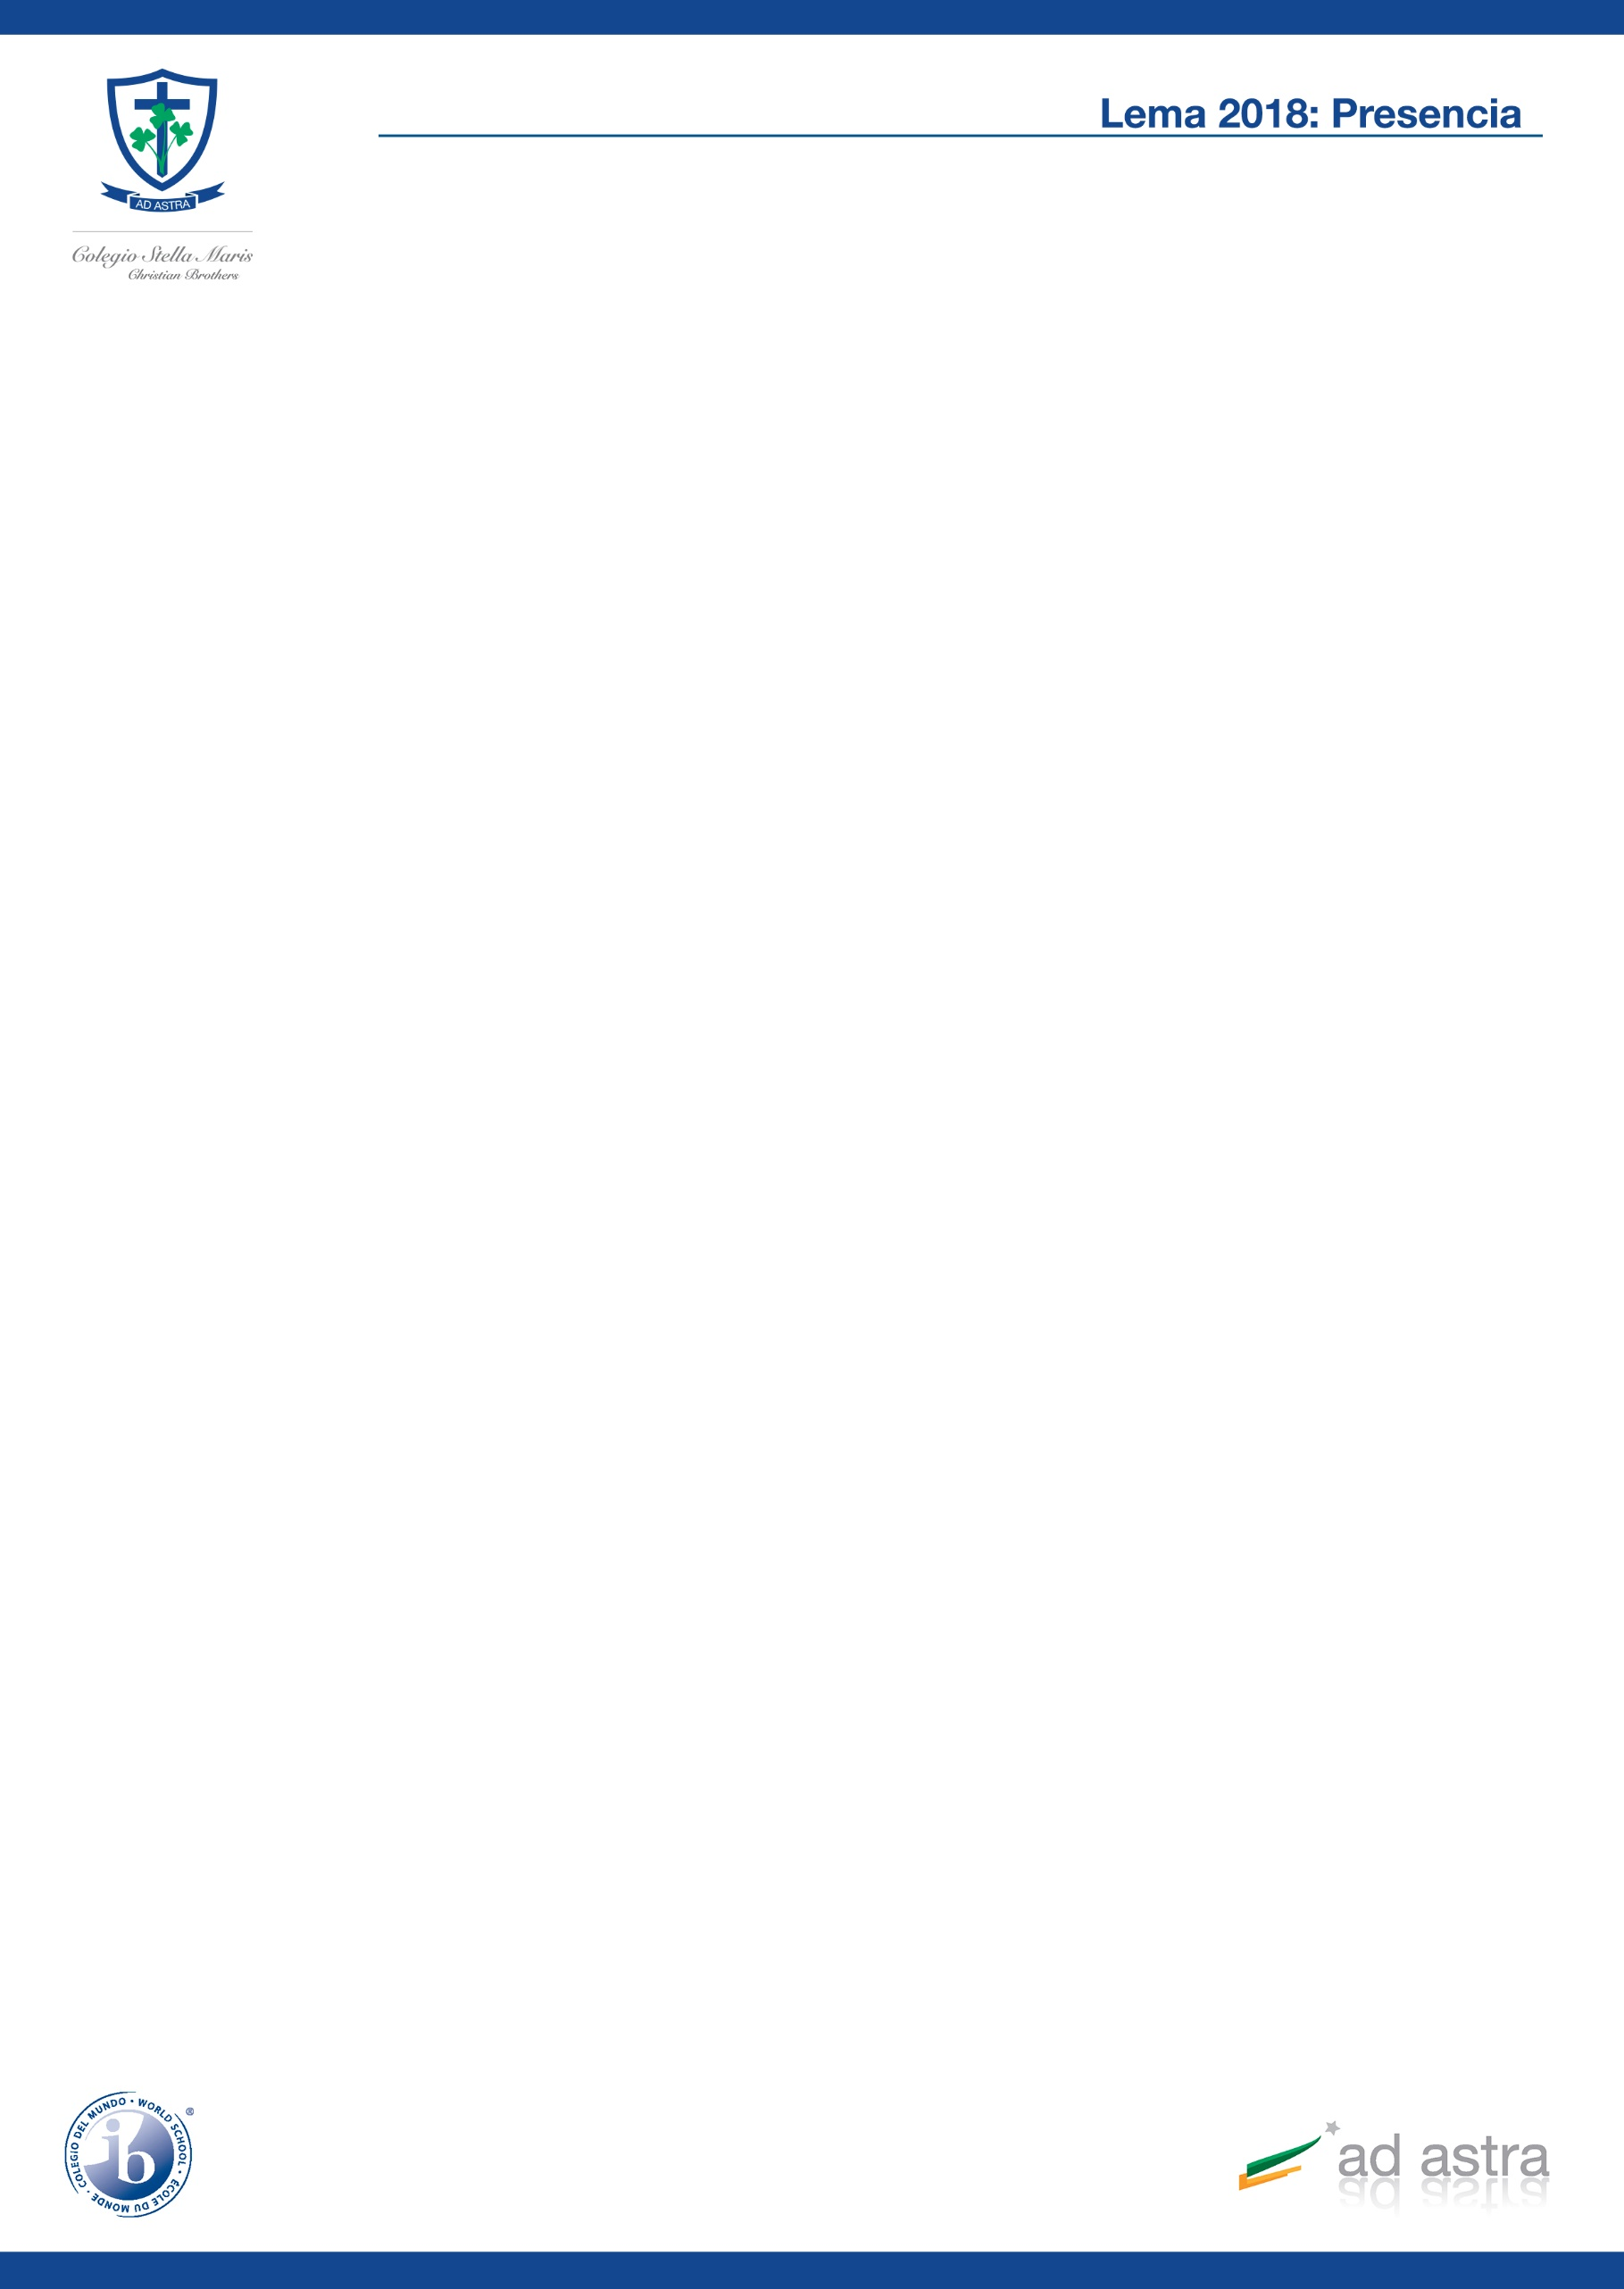 Lema 2018: Presencia
AD ASTRA
Colegio Stella Maris
Christian Brothers
COLEGIO DEL MUNDO • WORLD SCHOOL • ÉCOLE DU MONDE •
®
ib
ad astra